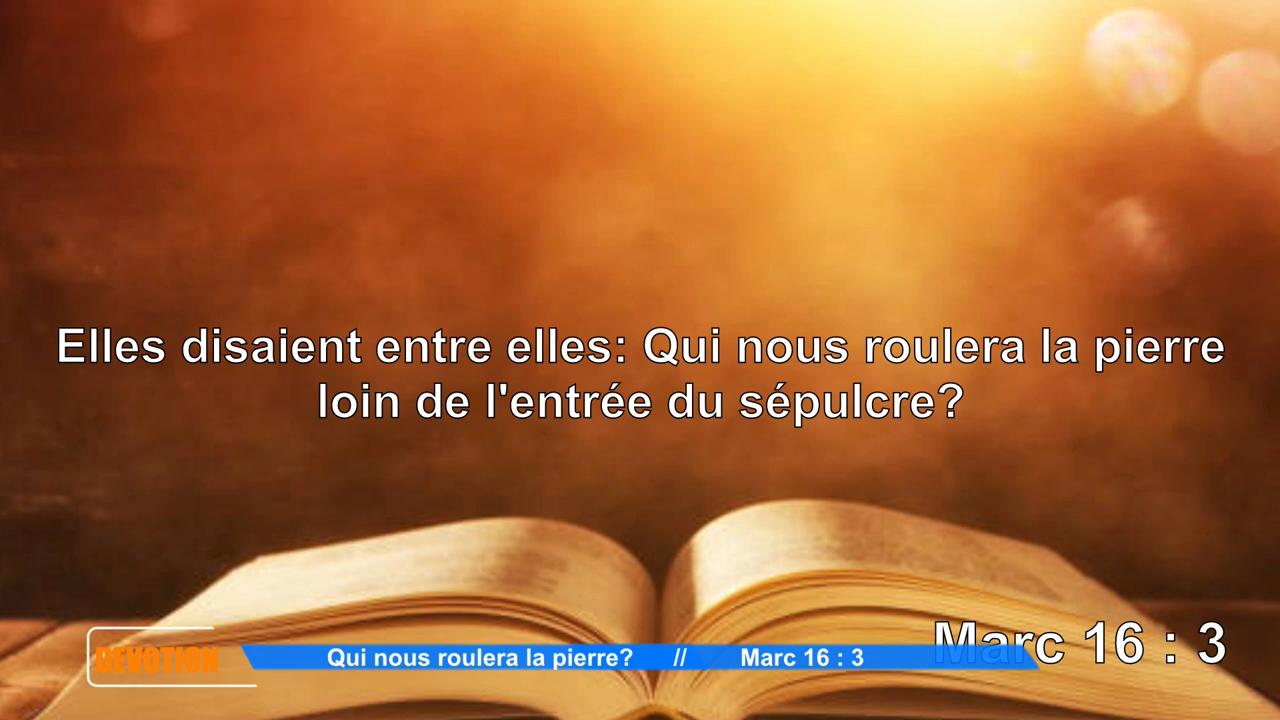 Elles disaient entre elles: Qui nous roulera la pierre
loin de l'entrée du sépulcre?
Marc 16 : 3
DEVOTION
Qui nous roulera la pierre? // Marc 16 : 3